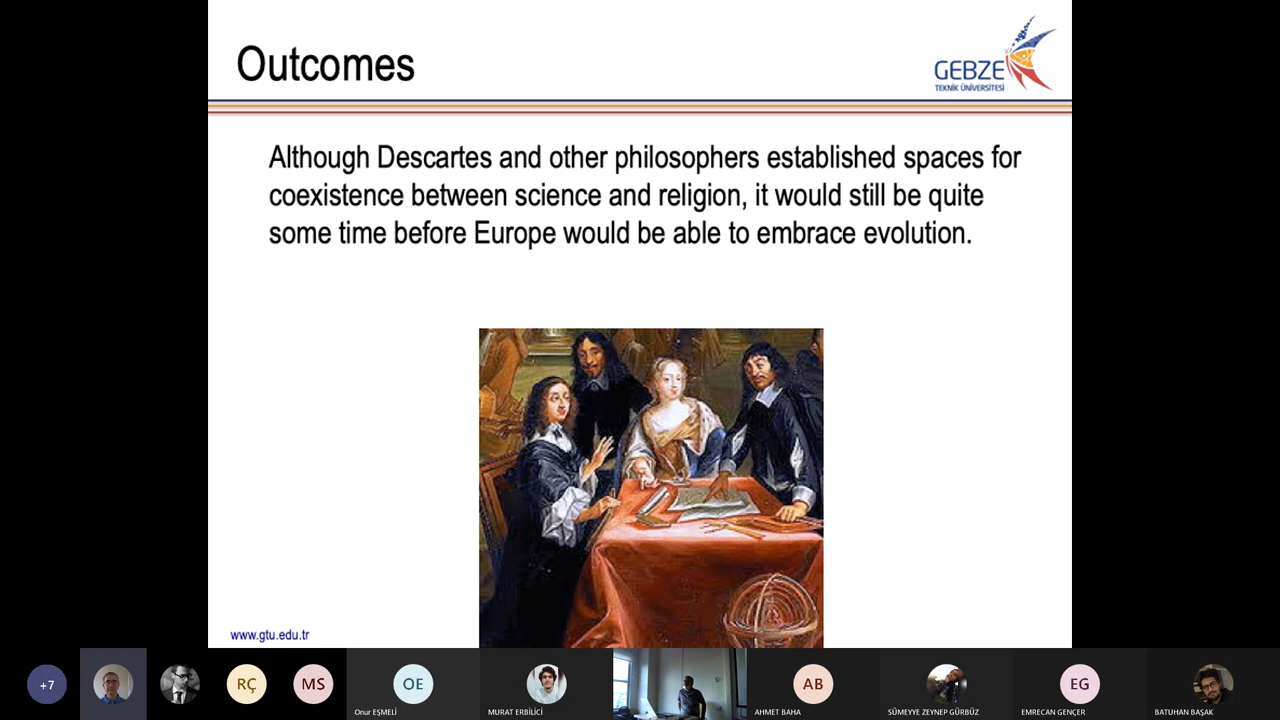 Outcomes
GEBZE
TEKNİK ÜNİVERSİTESİ
Although Descartes and other philosophers established spaces for
coexistence between science and religion, it would still be quite
some time before Europe would be able to embrace evolution.
www.gtu.edu.tr
+7
RÇ
MS
OE
Onur EŞMELİ
MURAT ERBİLİCİ
AB
AHMET BAHA
SÜMEYYE ZEYNEP GÜRBÜZ
EG
EMRECAN GENÇER
BATUHAN BAŞAK